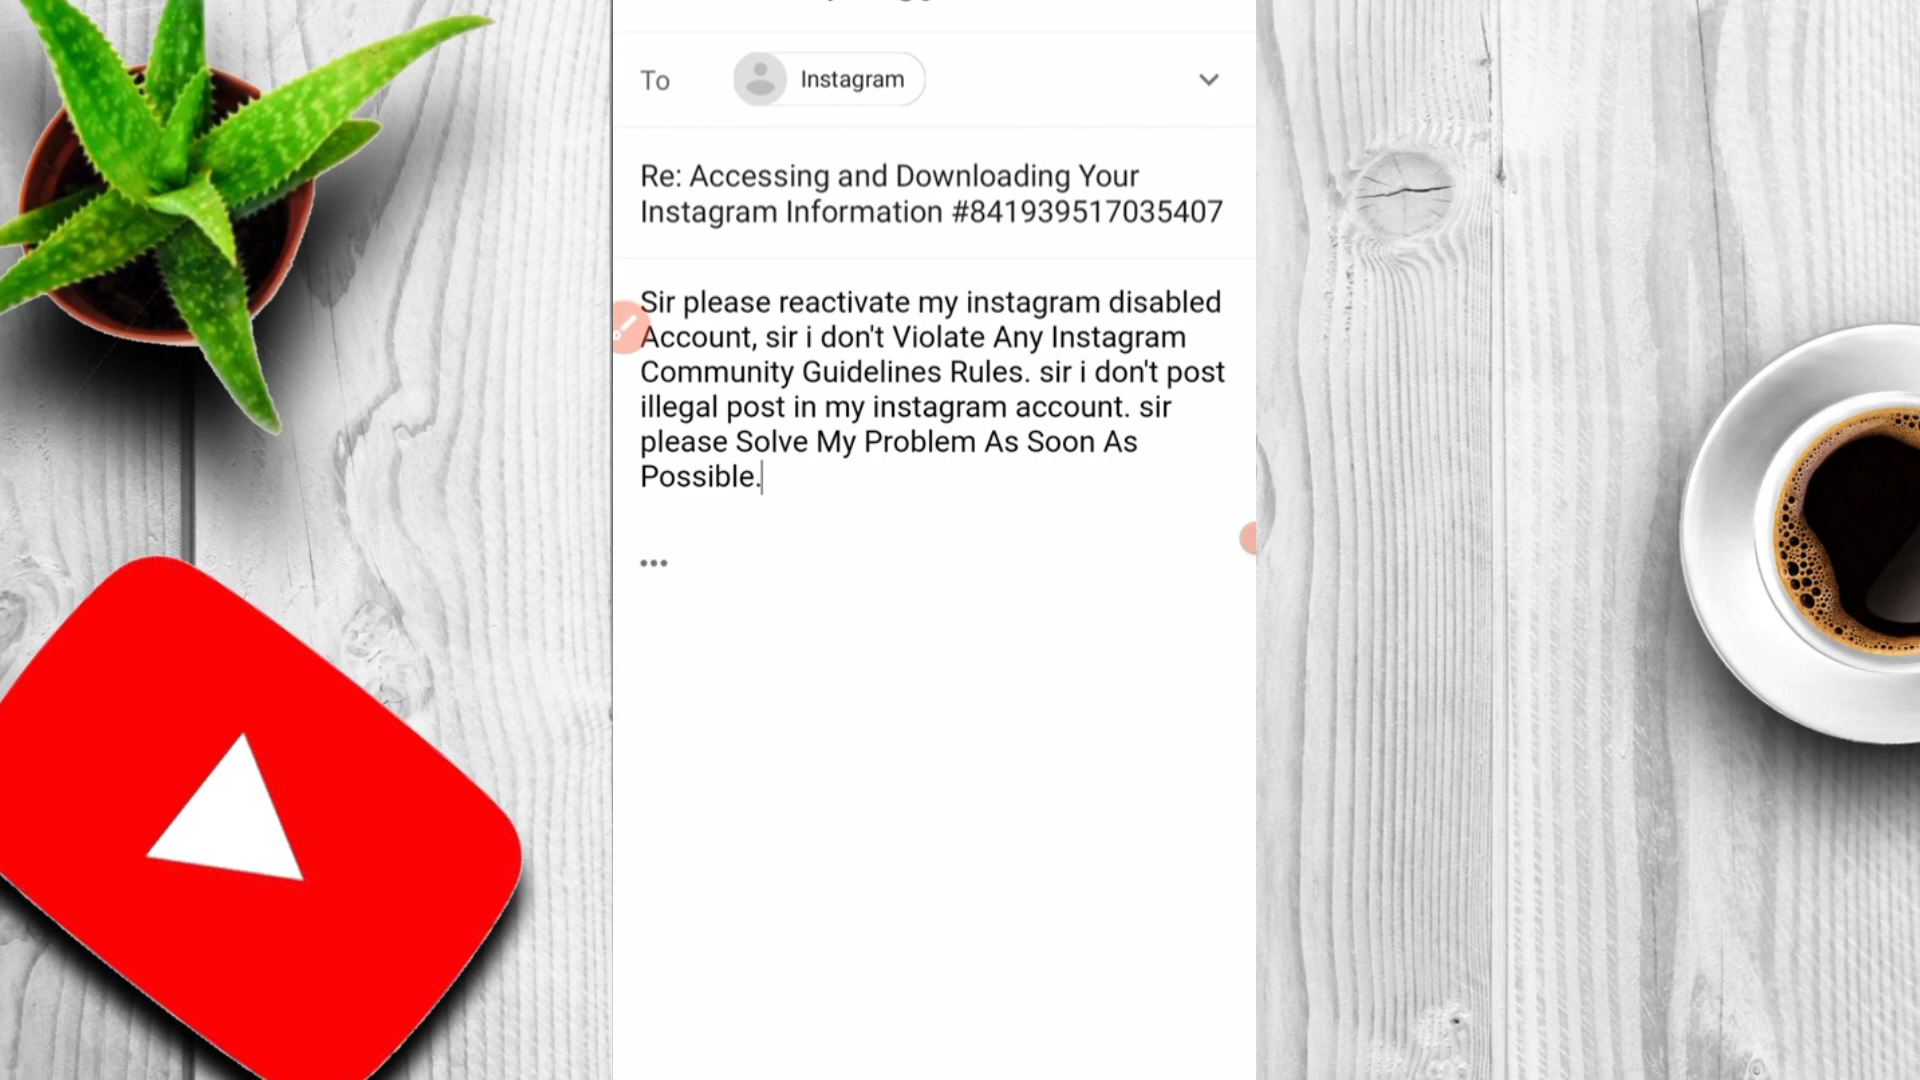 To Instagram
Re: Accessing and Downloading Your
Instagram Information #841939517035407
Sir please reactivate my instagram disabled
Account, sir i don't Violate Any Instagram
Community Guidelines Rules. sir i don't post
illegal post in my instagram account. sir
please Solve My Problem As Soon As
Possible.